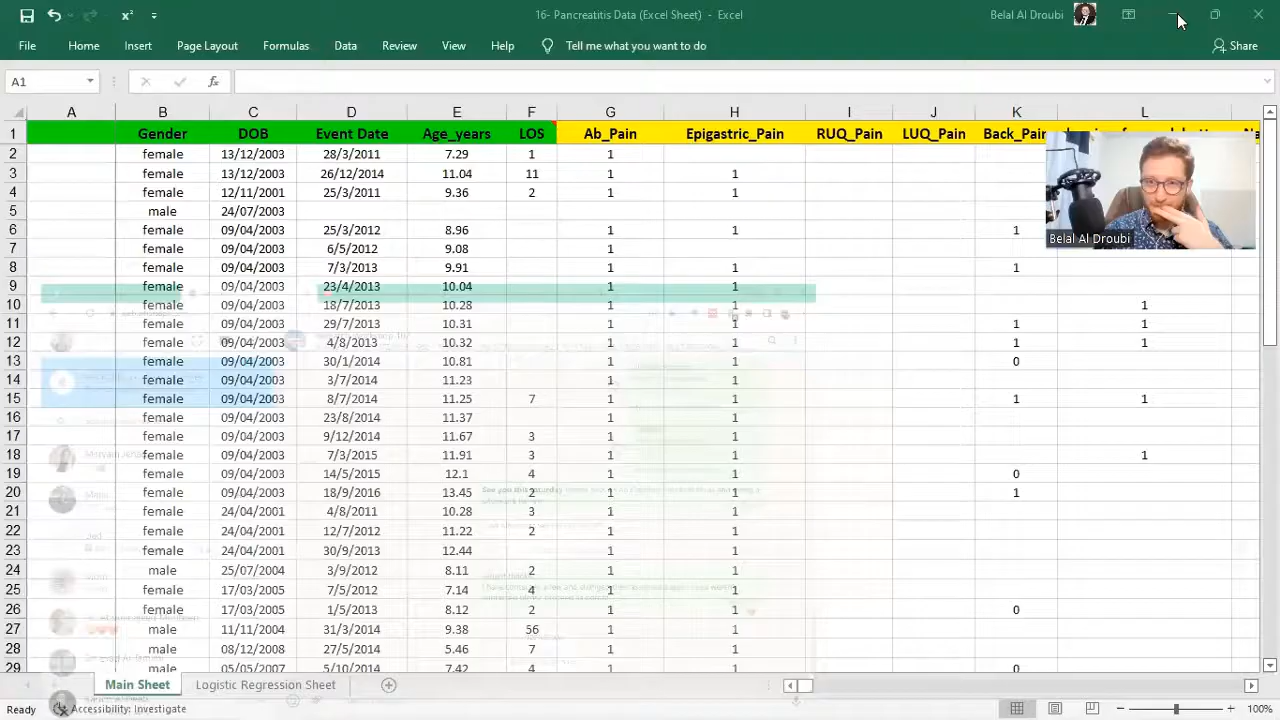 16- Pancreatitis Data (Excel Sheet) - Excel
Belal Al Droubi
File Home Insert Page Layout Formulas Data Review View Help Tell me what you want to do Share
A1 fx
A B C D E F G H I J K L
1 Gender DOB Event Date Age_years LOS Ab_Pain Epigastric_Pain RUQ_Pain LUQ_Pain
2 female 13/12/2003 28/3/2011 7.29 1 1
3 female 13/12/2003 26/12/2014 11.04 11 1 1
4 female 12/11/2001 25/3/2011 9.36 2 1 1
5 male 24/07/2003
6 female 09/04/2003 25/3/2012 8.96 1 1 1
7 female 09/04/2003 6/5/2012 9.08 1
8 female 09/04/2003 7/3/2013 9.91 1 1 1
9 female 09/04/2003 23/4/2013 10.04 1 1
10 female 09/04/2003 18/7/2013 10.28 1 1 1
11 female 09/04/2003 29/7/2013 10.31 1 1 1 1
12 female 09/04/2003 4/8/2013 10.32 1 1 1 1
13 female 09/04/2003 30/1/2014 10.81 1 1 0
14 female 09/04/2003 3/7/2014 11.23 1 1
15 female 09/04/2003 8/7/2014 11.25 7 1 1 1 1
16 female 09/04/2003 23/8/2014 11.37 1 1
17 female 09/04/2003 9/12/2014 11.67 3 1 1
18 female 09/04/2003 7/3/2015 11.91 3 1 1 1
19 female 09/04/2003 14/5/2015 12.1 4 1 1 0
20 female 09/04/2003 18/9/2016 13.45 2 1 1 1
21 female 24/04/2001 4/8/2011 10.28 3 1 1
22 female 24/04/2001 12/7/2012 11.22 2 1 1
23 female 24/04/2001 30/9/2013 12.44 1 1
24 male 25/07/2004 3/9/2012 8.11 2 1 1
25 female 17/03/2005 7/5/2012 7.14 4 1 1
26 female 17/03/2005 1/5/2013 8.12 2 1 1 0
27 male 11/11/2004 31/3/2014 9.38 56 1 1
28 male 08/12/2008 27/5/2014 5.46 7 1 1
29 male 05/05/2007 5/10/2014 7.42 4 1 1 0
Belal Al Droubi
Main Sheet Logistic Regression Sheet
Ready Accessibility: Investigate 100%